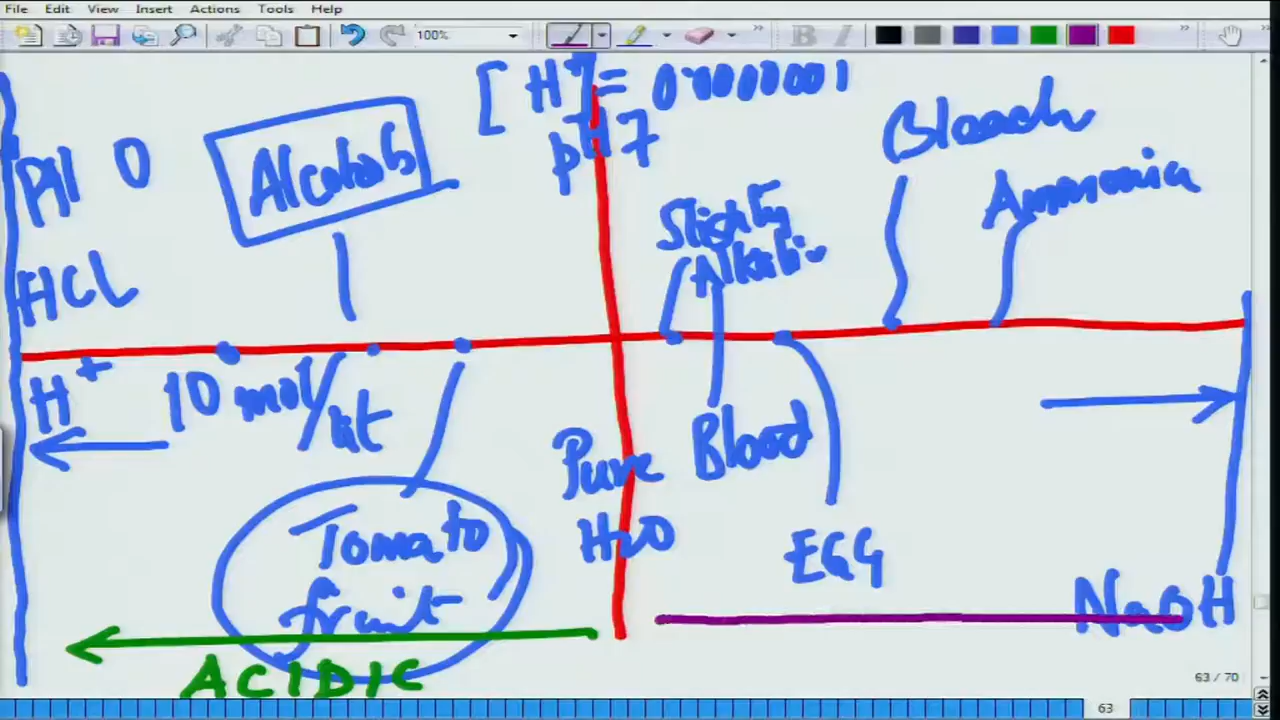 File Edit View Insert Actions Tools Help
100%
[H+] = 0.0000001
pH 7
PH 0
Alcohols
Bleach
Ammonia
Slightly
Alkali
HCL
H+
10 mol/lit
Pure
H2O
Blood
Tomato
fruit
EGG
NaOH
ACIDIC
63 / 70
63